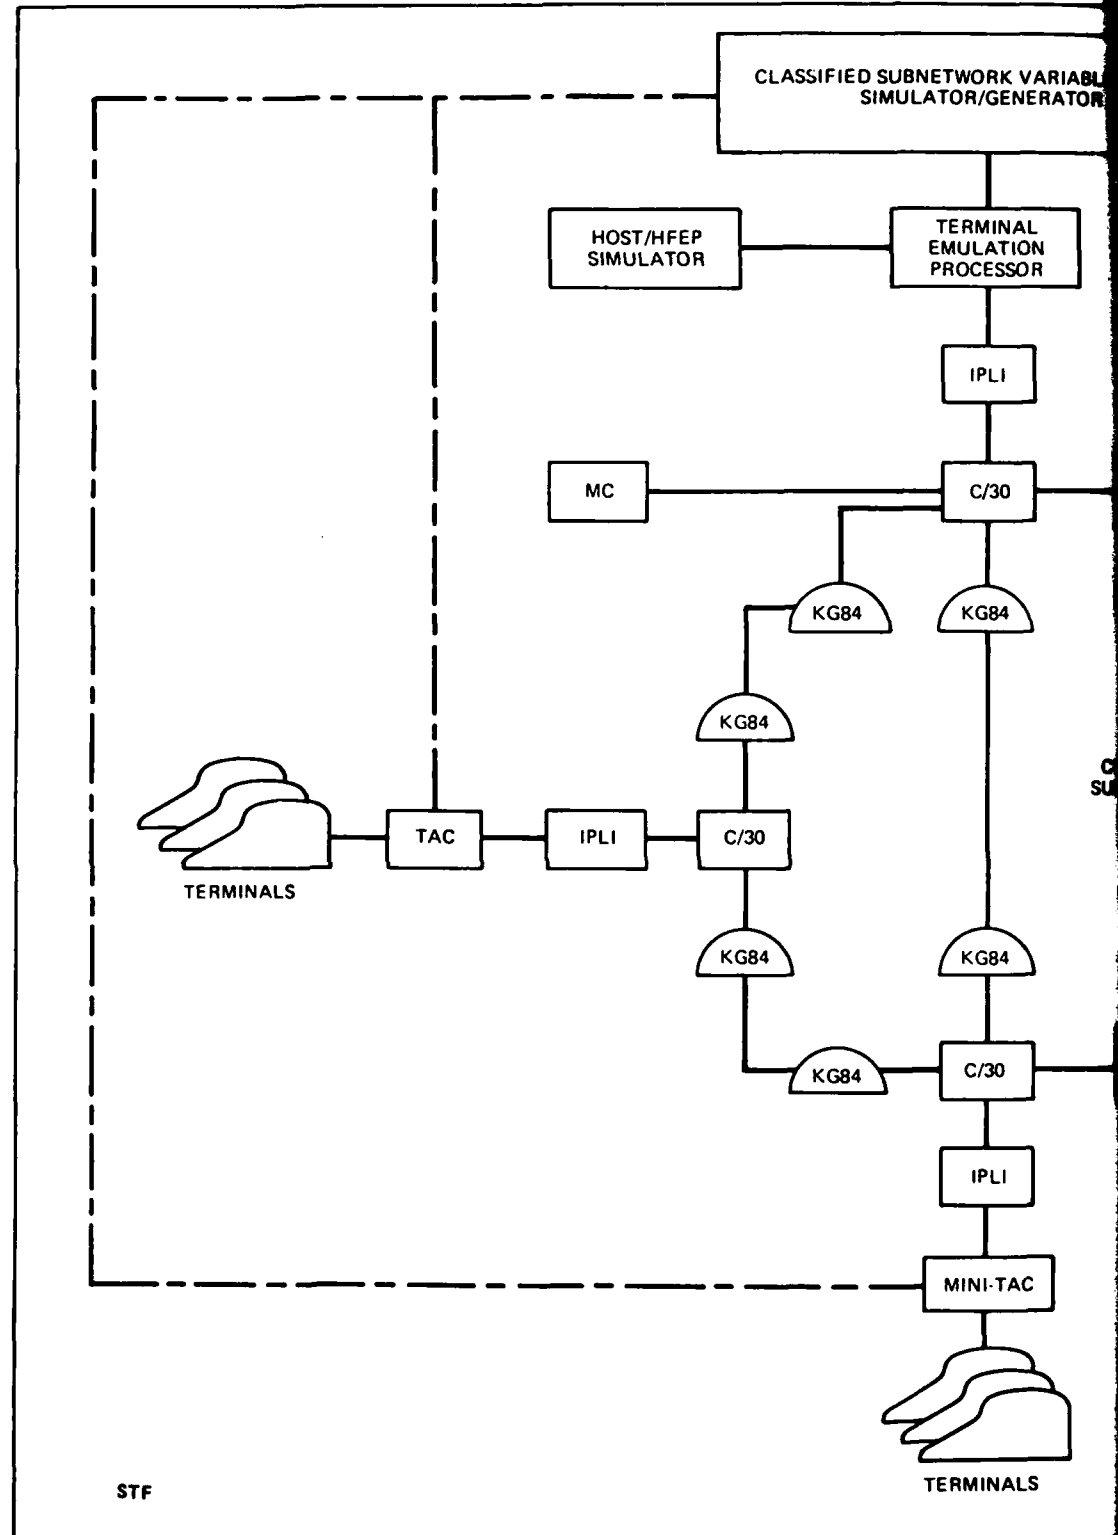 CLASSIFIED SUBNETWORK
SIMULATOR/GENERATOR
HOST/HFEP
SIMULATOR
TERMINAL
EMULATION
PROCESSOR
IPLI
MC
C/30
KG84
KG84
KG84
TERMINALS
TAC
IPLI
C/30
KG84
KG84
KG84
C/30
IPLI
MINI-TAC
TERMINALS
STF